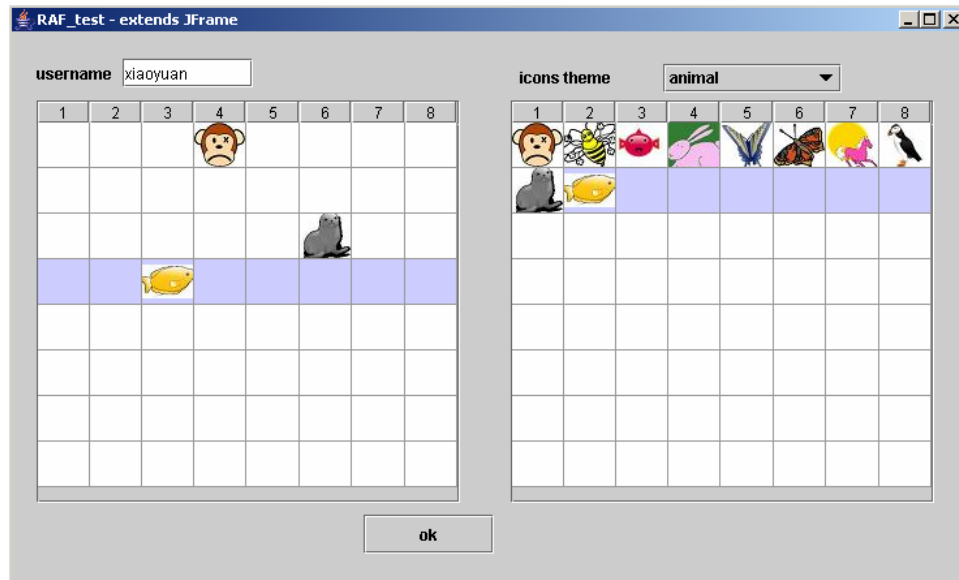 RAF_test - extends JFrame
username xiaoyuan
icons theme animal
1 2 3 4 5 6 7 8
1 2 3 4 5 6 7 8
ok